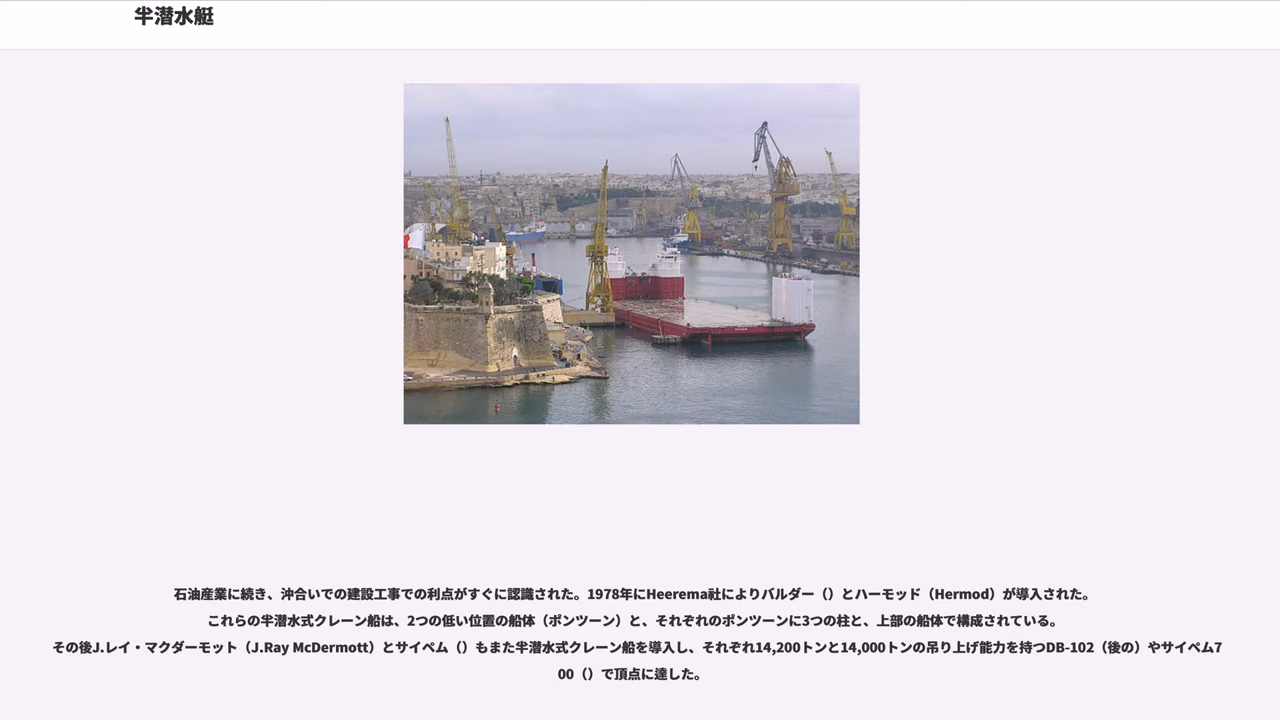 半潜水艇
石油産業に続き、沖合いでの建設工事での利点がすぐに認識された。1978年にHeerema社によりバルダー（）とハーモッド（Hermod）が導入された。
これらの半潜水式クレーン船は、2つの低い位置の船体（ポンツーン）と、それぞれのポンツーンに3つの柱と、上部の船体で構成されている。
その後J.レイ・マクダーモット（J.Ray McDermott）とサイペム（）もまた半潜水式クレーン船を導入し、それぞれ14,200トンと14,000トンの吊り上げ能力を持つDB-102（後の）やサイペム7
00（）で頂点に達した。